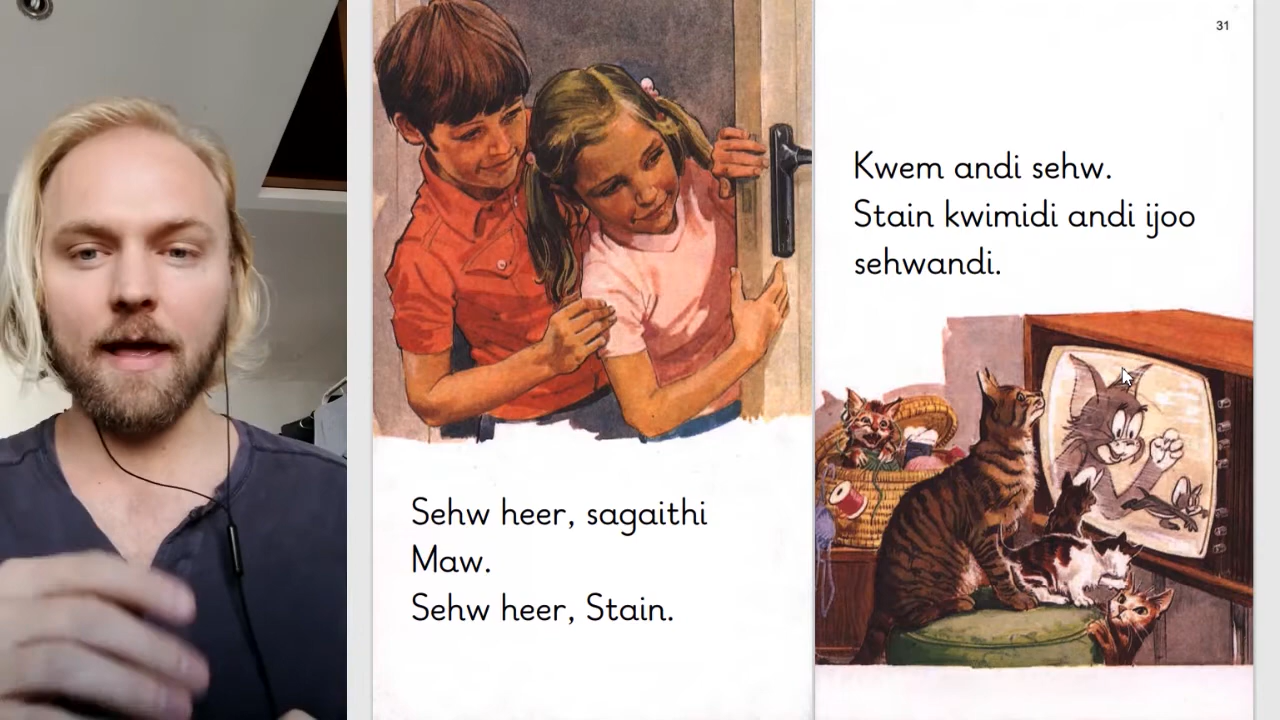 Sehw heer, sagaithi
Maw.
Sehw heer, Stain.
31
Kwem andi sehw.
Stain kwimidi andi ijoo
sehwandi.